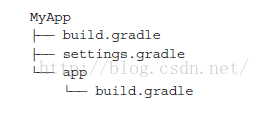 MyApp
├── build.gradle
├── settings.gradle
└── app
    └── build.gradle
http://blog.csdn.net/